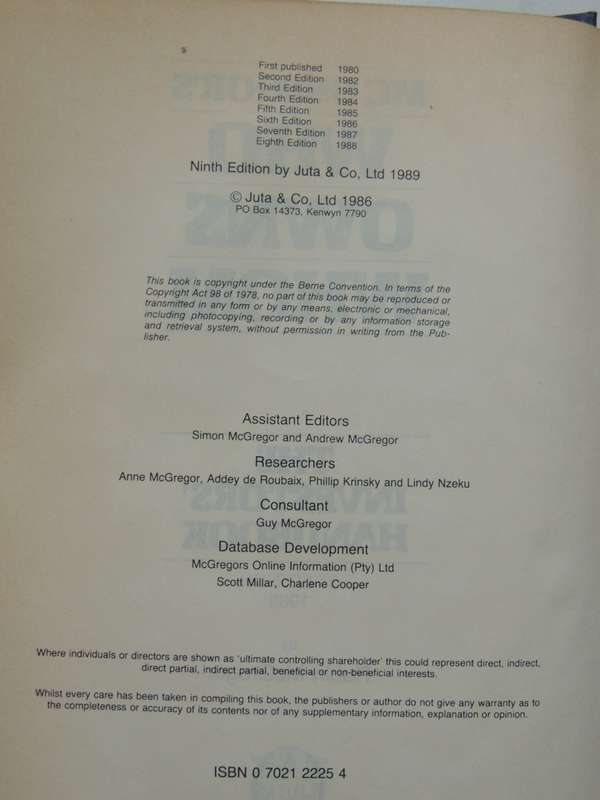 First published 1980
Second Edition 1982
Third Edition 1983
Fourth Edition 1984
Fifth Edition 1985
Sixth Edition 1986
Seventh Edition 1987
Eighth Edition 1988
Ninth Edition by Juta & Co, Ltd 1989
© Juta & Co, Ltd 1986
PO Box 14373, Kenwyn 7790
This book is copyright under the Berne Convention. In terms of the
Copyright Act 98 of 1978, no part of this book may be reproduced or
transmitted in any form or by any means, electronic or mechanical,
including photocopying, recording or by any information storage
and retrieval system, without permission in writing from the Pub-
lisher.
Assistant Editors
Simon McGregor and Andrew McGregor
Researchers
Anne McGregor, Addey de Roubaix, Phillip Krinsky and Lindy Nzeku
Consultant
Guy McGregor
Database Development
McGregors Online Information (Pty) Ltd
Scott Millar, Charlene Cooper
Where individuals or directors are shown as 'ultimate controlling shareholder' this could represent direct, indirect,
direct partial, indirect partial, beneficial or non-beneficial interests.
Whilst every care has been taken in compiling this book, the publishers or author do not give any warranty as to
the completeness or accuracy of its contents nor of any supplementary information, explanation or opinion.
ISBN 0 7021 2225 4